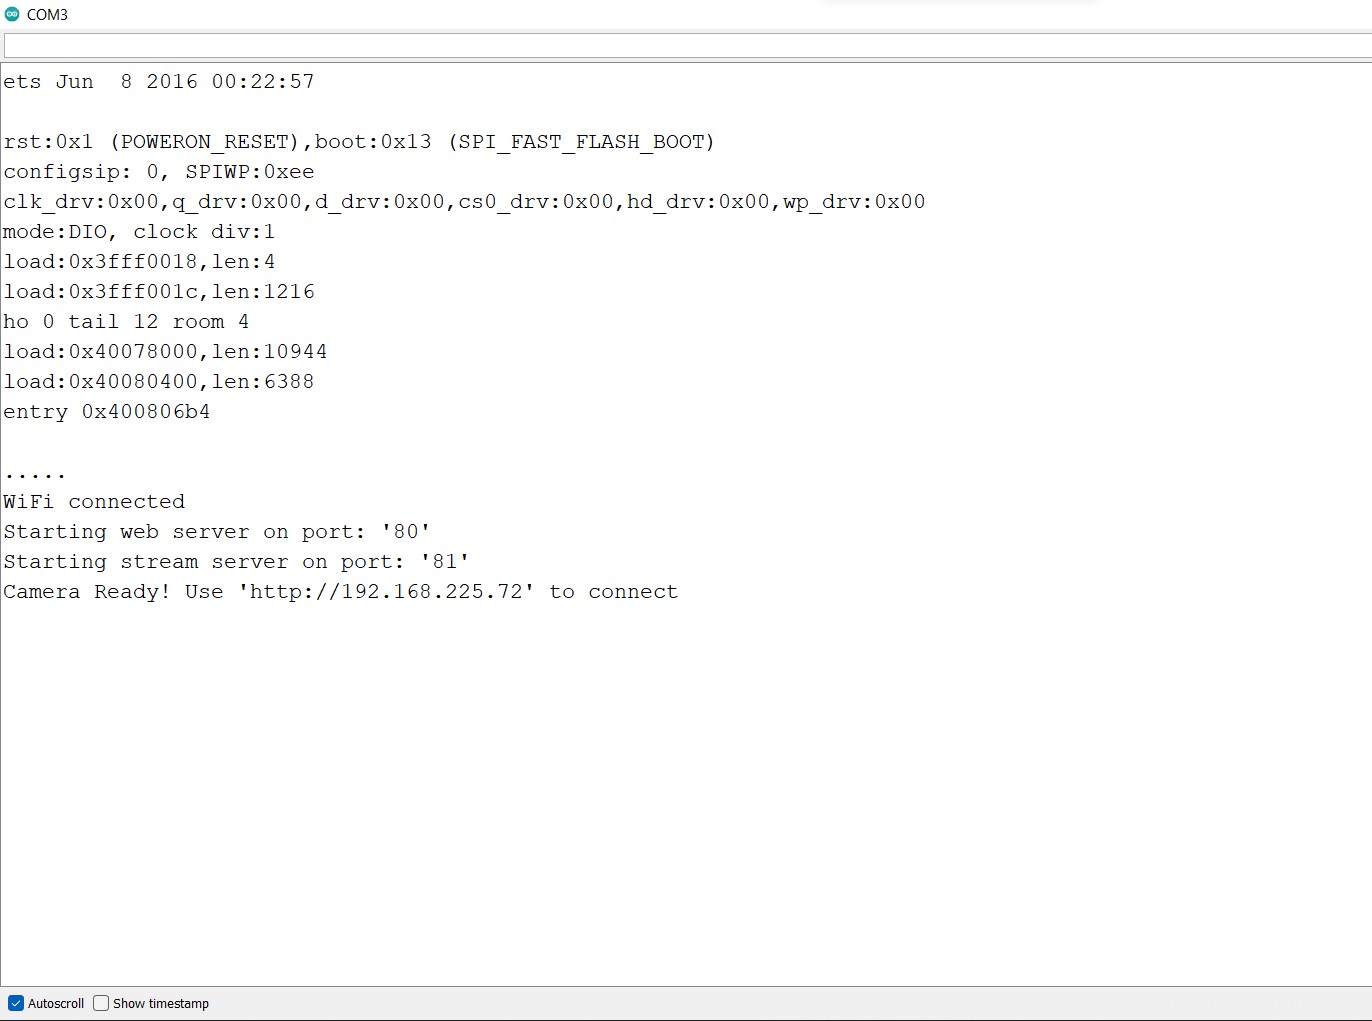 COM3
ets Jun  8 2016 00:22:57
rst:0x1 (POWERON_RESET),boot:0x13 (SPI_FAST_FLASH_BOOT)
configsip: 0, SPIWP:0xee
clk_drv:0x00,q_drv:0x00,d_drv:0x00,cs0_drv:0x00,hd_drv:0x00,wp_drv:0x00
mode:DIO, clock div:1
load:0x3fff0018,len:4
load:0x3fff001c,len:1216
ho 0 tail 12 room 4
load:0x40078000,len:10944
load:0x40080400,len:6388
entry 0x400806b4
.....
WiFi connected
Starting web server on port: '80'
Starting stream server on port: '81'
Camera Ready! Use 'http://192.168.225.72' to connect
Autoscroll Show timestamp